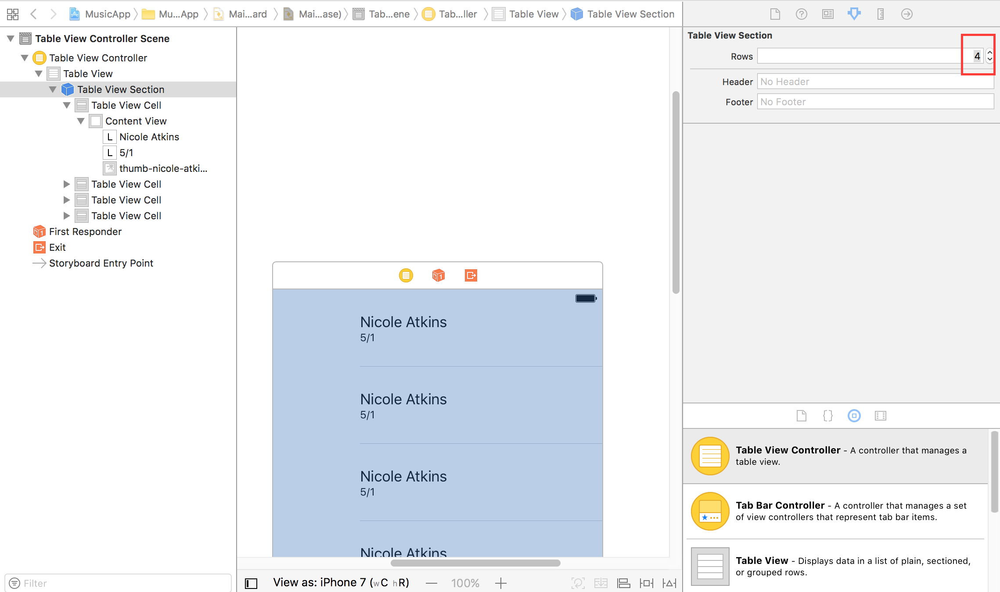 MusicApp Mu...App Mai...ard Mai...ase) Tab...ene Tab...ller Table View Table View Section
Table View Controller Scene
Table View Controller
Table View
Table View Section
Table View Cell
Content View
L Nicole Atkins
L 5/1
thumb-nicole-atki...
Table View Cell
Table View Cell
Table View Cell
1 First Responder
Exit
Storyboard Entry Point
Filter
1
Nicole Atkins
5/1
Nicole Atkins
5/1
Nicole Atkins
5/1
Nicole Atkins
View as: iPhone 7 (wC hR) — 100% +
?
Table View Section
Rows 4
Header No Header
Footer No Footer
{}
Table View Controller - A controller that manages a
table view.
Tab Bar Controller - A controller that manages a set
of view controllers that represent tab bar items.
Table View - Displays data in a list of plain, sectioned,
or grouped rows.